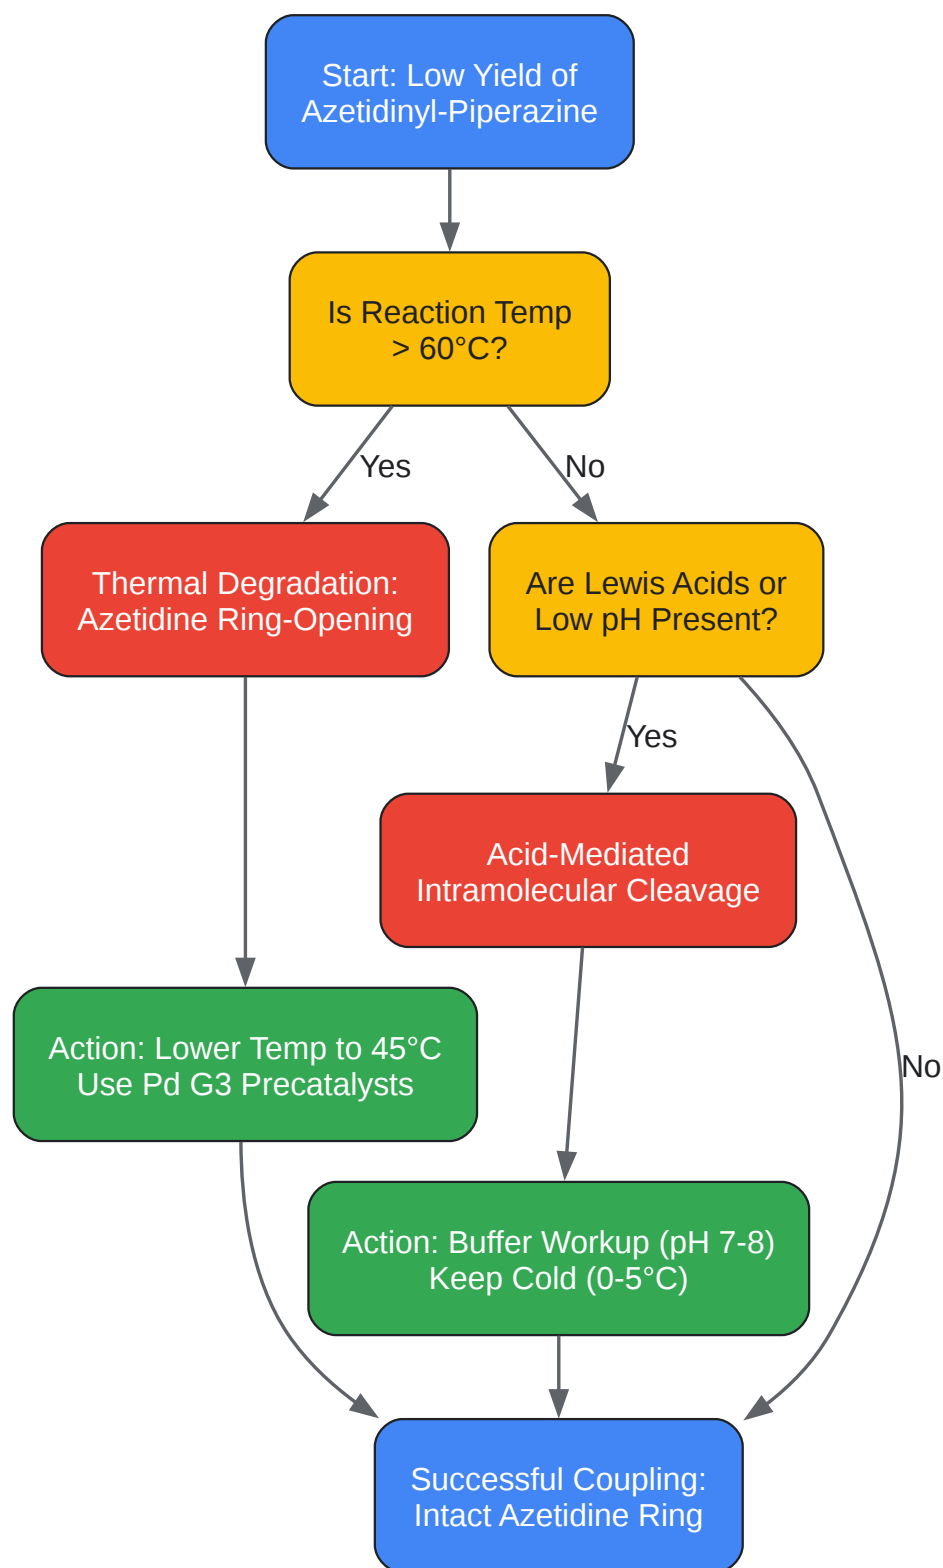 Start: Low Yield of
Azetidinyl-Piperazine
Is Reaction Temp
> 60°C?
Yes
No
Thermal Degradation:
Azetidine Ring-Opening
Are Lewis Acids or
Low pH Present?
Yes
Acid-Mediated
Intramolecular Cleavage
Action: Lower Temp to 45°C
Use Pd G3 Precatalysts
No
Action: Buffer Workup (pH 7-8)
Keep Cold (0-5°C)
Successful Coupling:
Intact Azetidine Ring